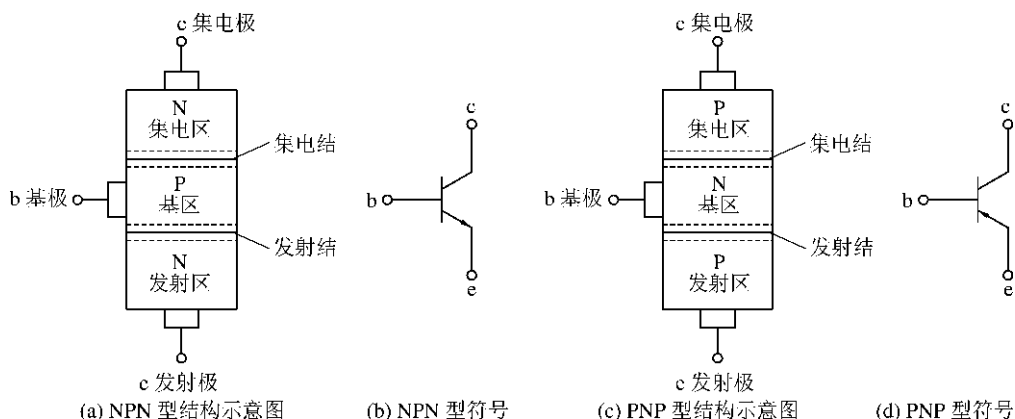 c 集电极
N
集电区
集电结
b 基极
P
基区
发射结
N
发射区
c 发射极
(a) NPN 型结构示意图
c
b
e
(b) NPN 型符号
c 集电极
P
集电区
集电结
b 基极
N
基区
发射结
P
发射区
c 发射极
(c) PNP 型结构示意图
c
b
e
(d) PNP 型符号